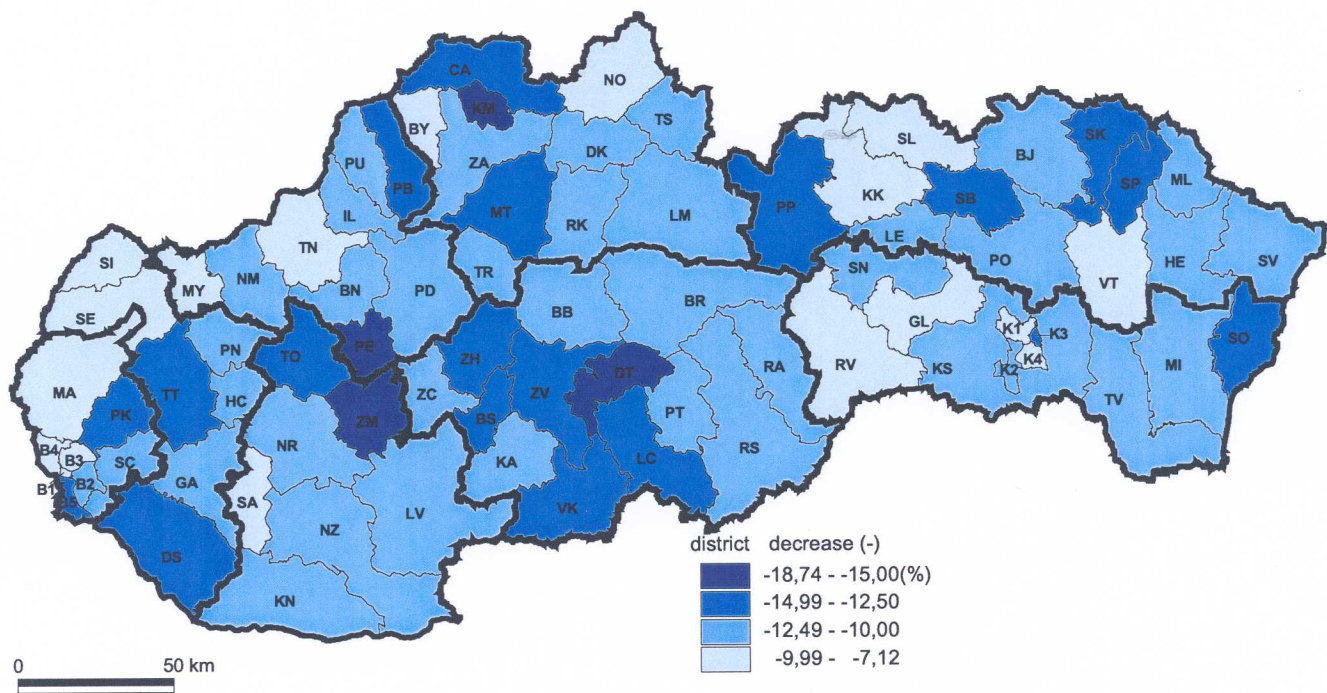 NO
CA
KM
BY
TS
SL
SK
BJ
ZA
DK
PU
PB
SP
ML
KK
SB
MT
PP
RK
LM
IL
LE
TN
SI
PO
HE
SV
NM
TR
SN
VT
MY
BN
PD
SE
BR
BB
GL
K1
K3
SO
PN
TO
PE
ZH
K4
DT
RV
KS
K2
MI
RA
TT
ZC
MA
HC
ZV
TV
PK
ZM
BS
PT
NR
RS
B4
B3
SC
KA
LC
B1
B2
GA
B5
SA
VK
LV
NZ
DS
KN
district decrease (-)
-18,74 - -15,00(%)
-14,99 - -12,50
-12,49 - -10,00
-9,99 - -7,12
0 50 km